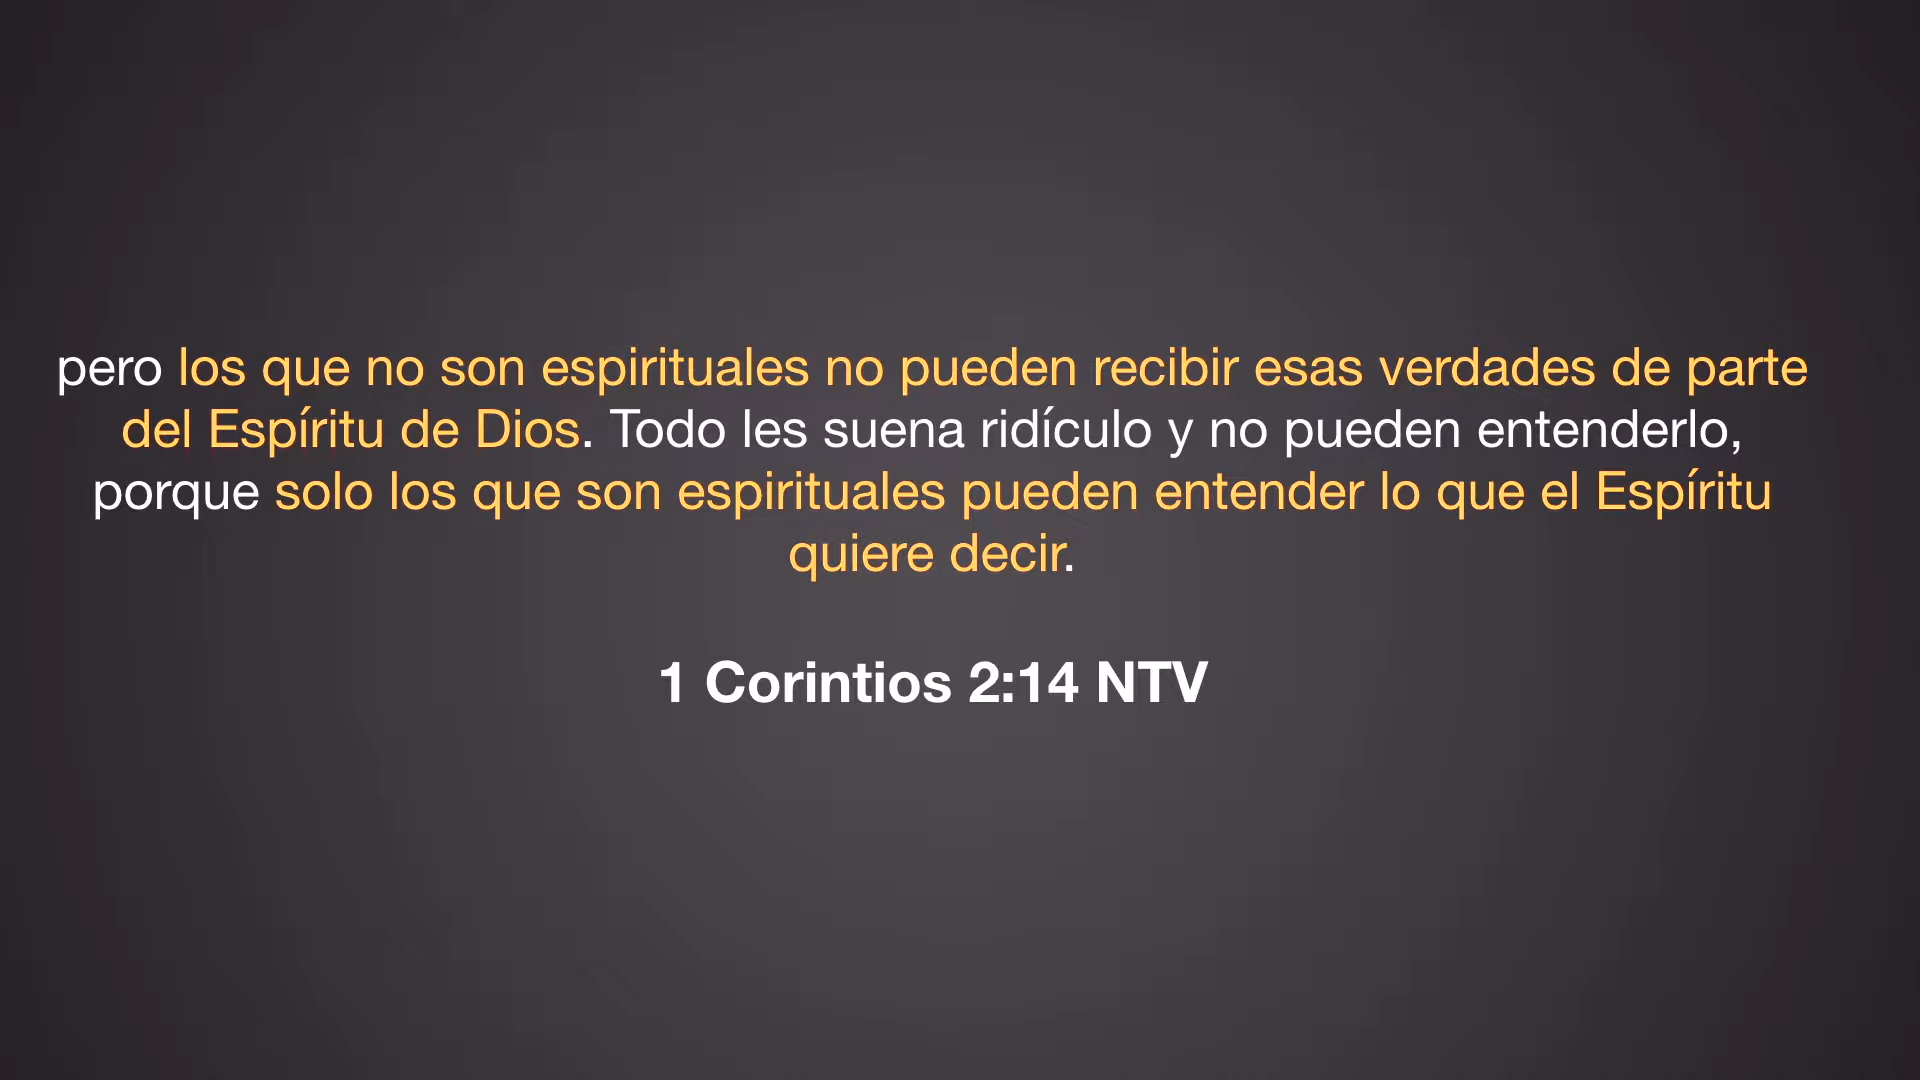 pero los que no son espirituales no pueden recibir esas verdades de parte
del Espíritu de Dios. Todo les suena ridículo y no pueden entenderlo,
porque solo los que son espirituales pueden entender lo que el Espíritu
quiere decir.
1 Corintios 2:14 NTV